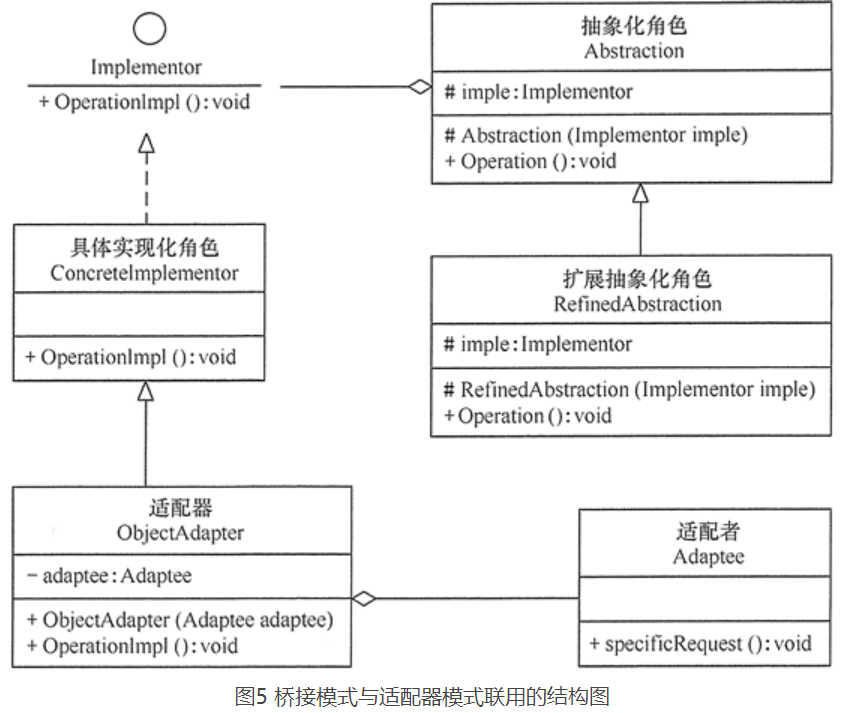 Implementor
+ OperationImpl ():void
抽象化角色
Abstraction
# imple:Implementor
# Abstraction (Implementor imple)
+ Operation ():void
具体实现化角色
ConcreteImplementor
+ OperationImpl ():void
扩展抽象化角色
RefinedAbstraction
# imple:Implementor
# RefinedAbstraction (Implementor imple)
+ Operation ():void
适配器
ObjectAdapter
− adaptee:Adaptee
+ ObjectAdapter (Adaptee adaptee)
+ OperationImpl ():void
适配者
Adaptee
+ specificRequest ():void
图5 桥接模式与适配器模式联用的结构图